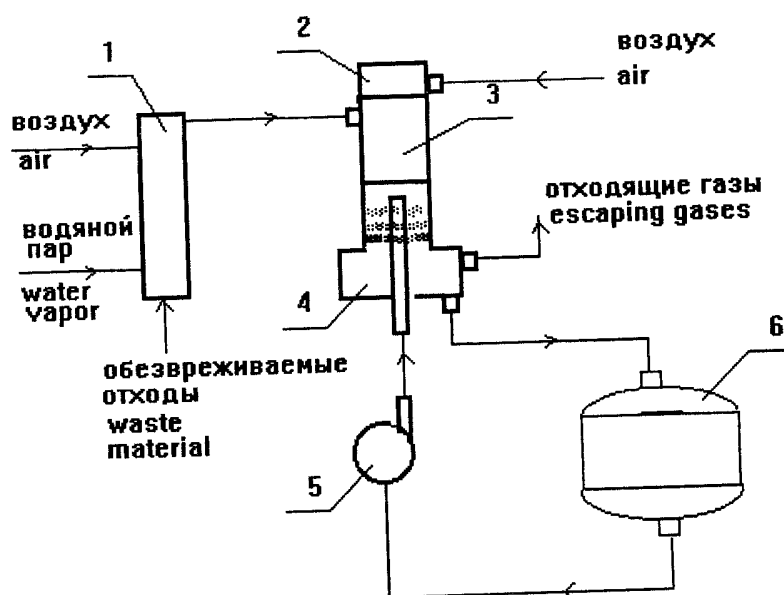 1
2
воздух
air
3
воздух
air
отходящие газы
escaping gases
водяной
пар
water
vapor
4
6
обезвреживаемые
отходы
waste
material
5